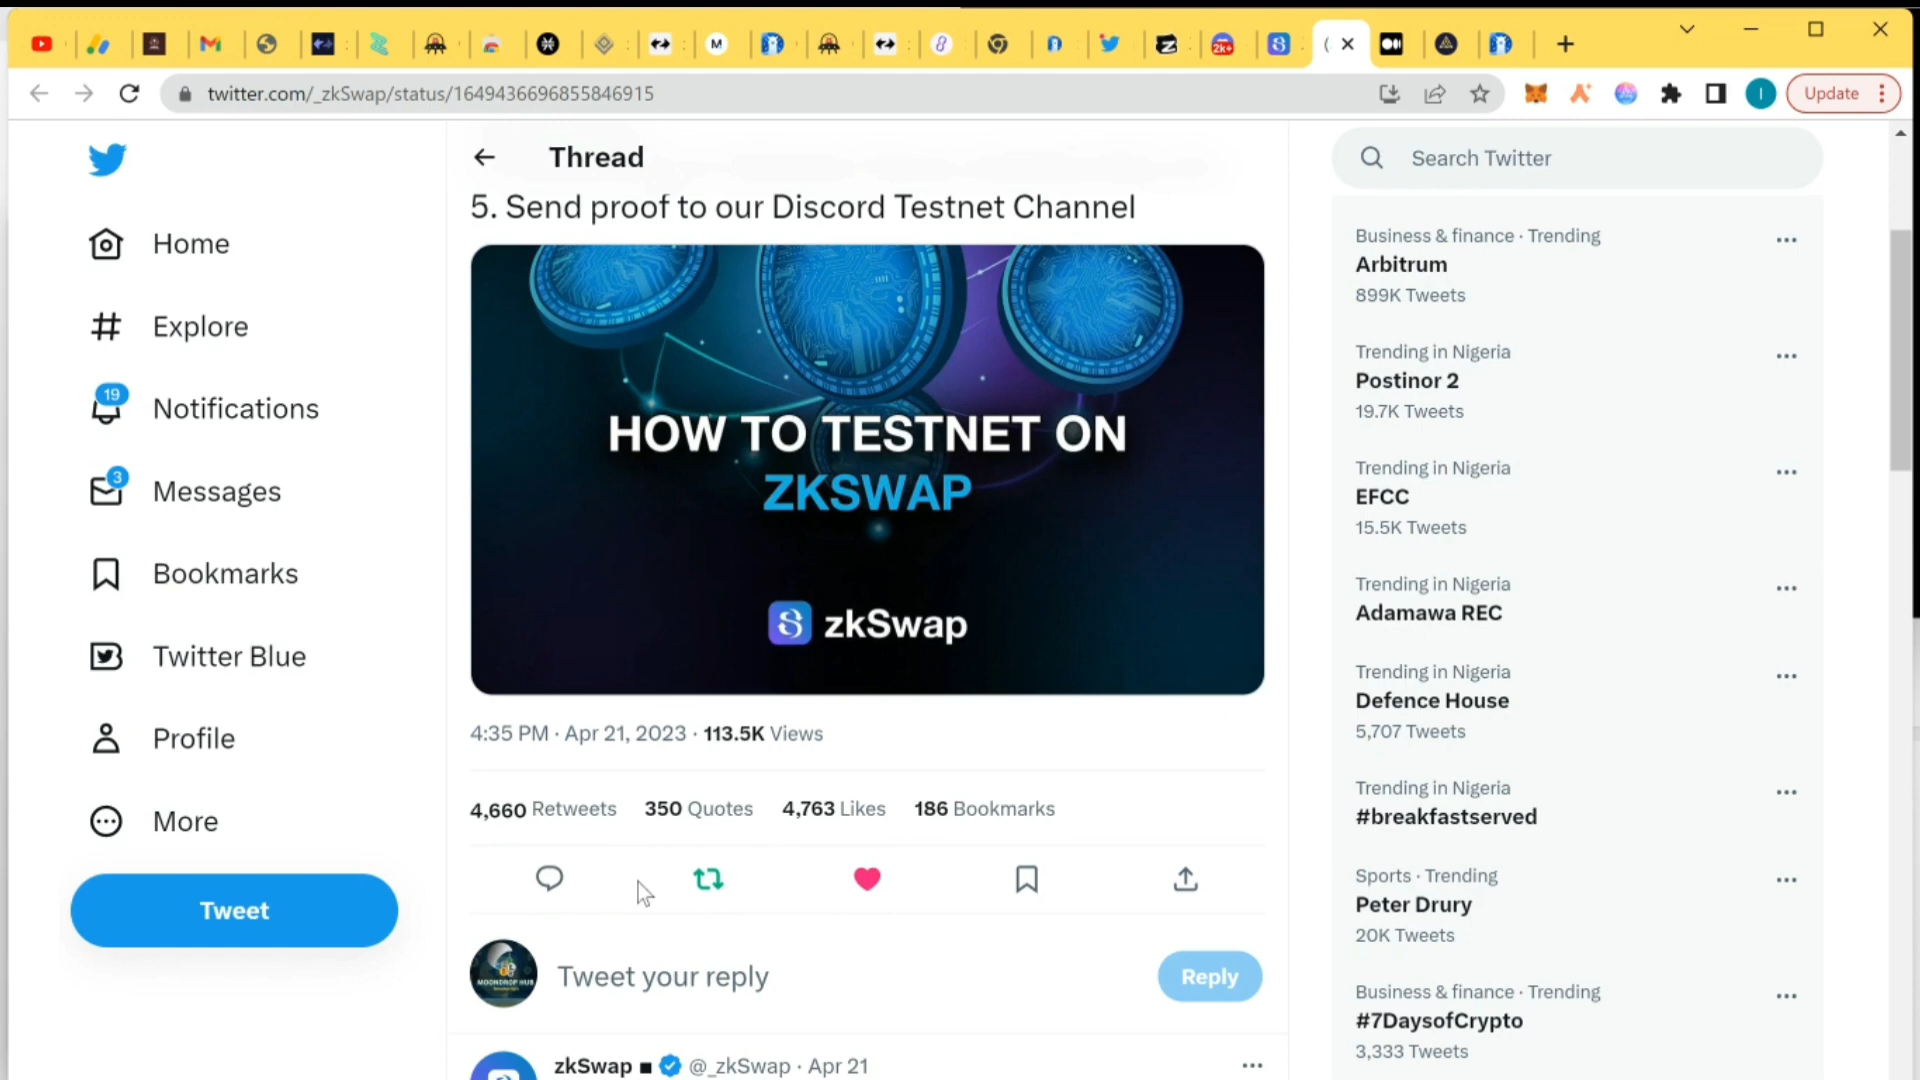 M
2k+
(
twitter.com/_zkSwap/status/1649436696855846915
I
Update
Thread
Search Twitter
5. Send proof to our Discord Testnet Channel
HOW TO TESTNET ON
ZKSWAP
zkSwap
4:35 PM · Apr 21, 2023 · 113.5K Views
4,660 Retweets 350 Quotes 4,763 Likes 186 Bookmarks
MOONDROP HUB
Tweet your reply
Reply
zkSwap @_zkSwap · Apr 21
Home
Explore
19
Notifications
3
Messages
Bookmarks
Twitter Blue
Profile
More
Tweet
Business & finance · Trending
Arbitrum
899K Tweets
Trending in Nigeria
Postinor 2
19.7K Tweets
Trending in Nigeria
EFCC
15.5K Tweets
Trending in Nigeria
Adamawa REC
Trending in Nigeria
Defence House
5,707 Tweets
Trending in Nigeria
#breakfastserved
Sports · Trending
Peter Drury
20K Tweets
Business & finance · Trending
#7DaysofCrypto
3,333 Tweets